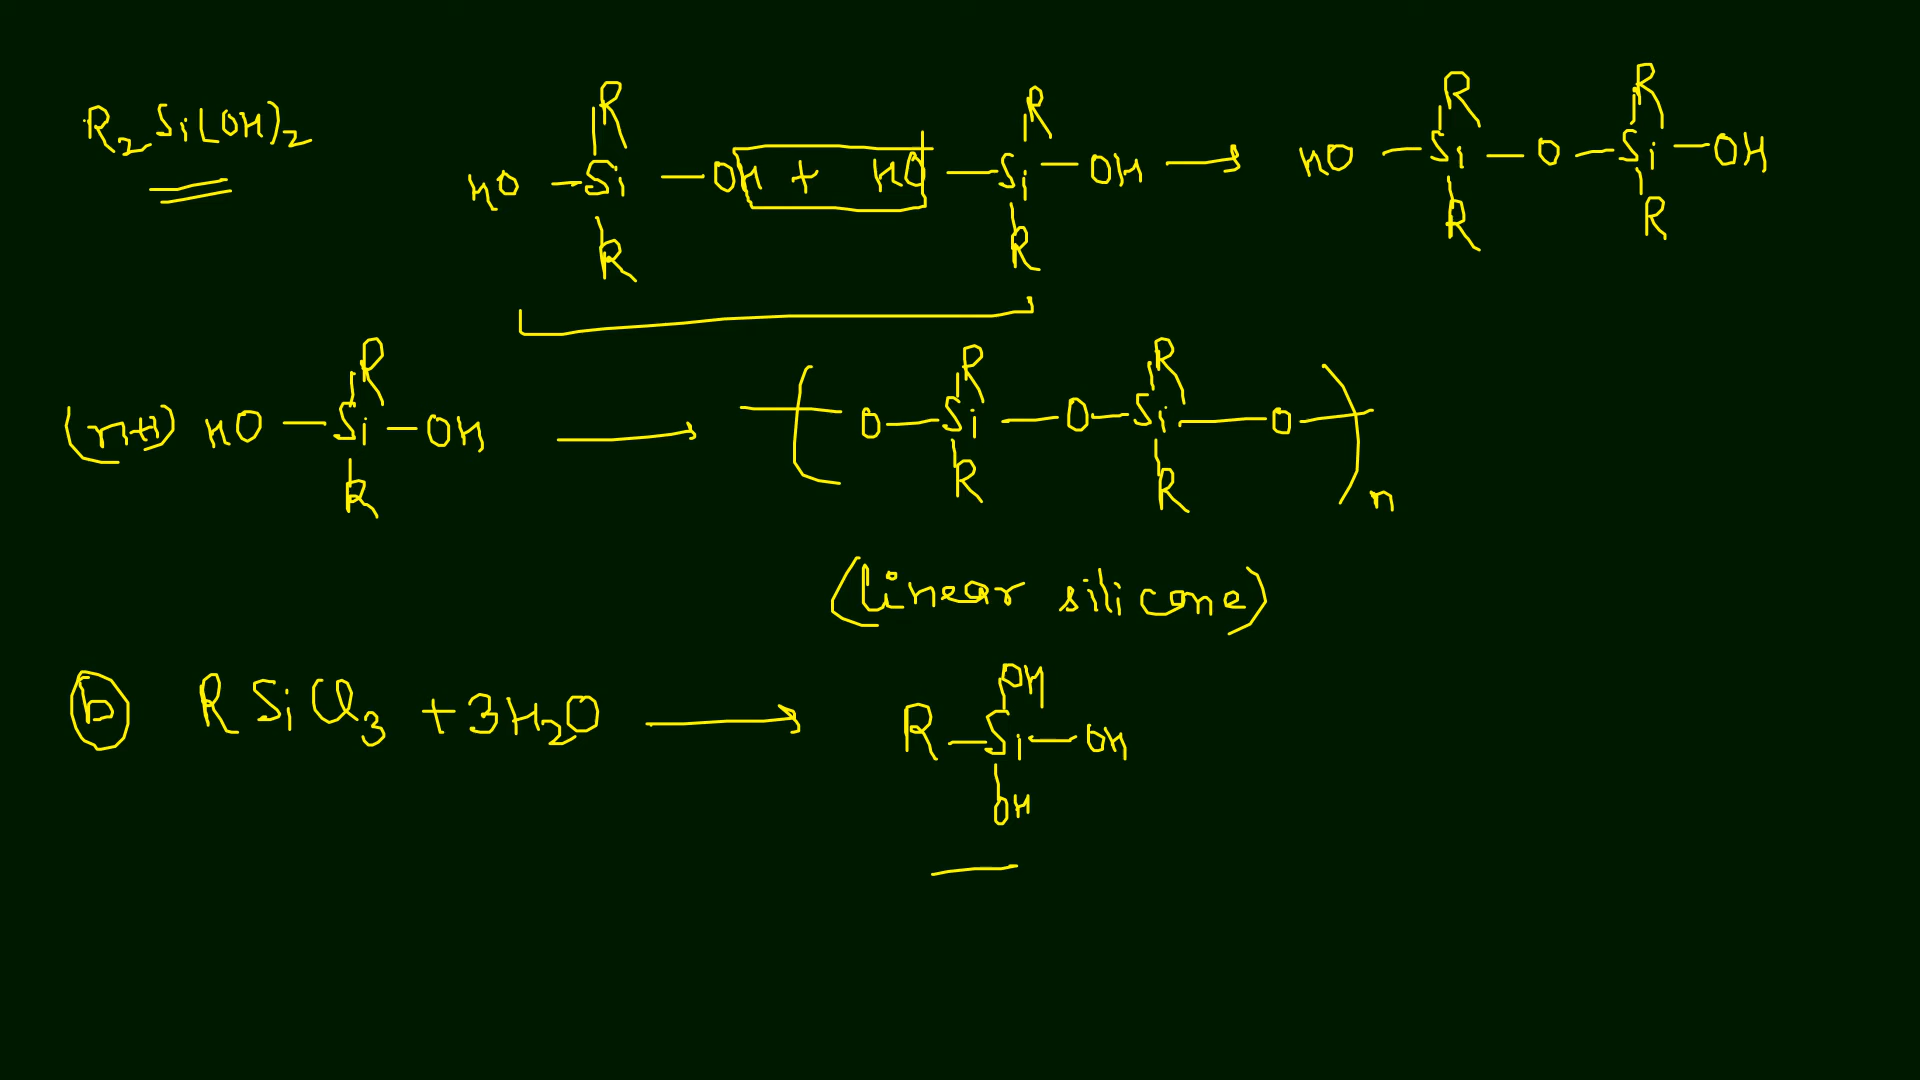 R₂Si(OH)₂
R R R R
HO – Si – OH + HO – Si – OH → HO – Si – O – Si – OH
R R R R
R R R
(n+1) HO – Si – OH → ( O – Si – O – Si – O )n
R R R
(linear silicone)
OH
ⓑ RSiCl₃ + 3H₂O → R – Si – OH
OH